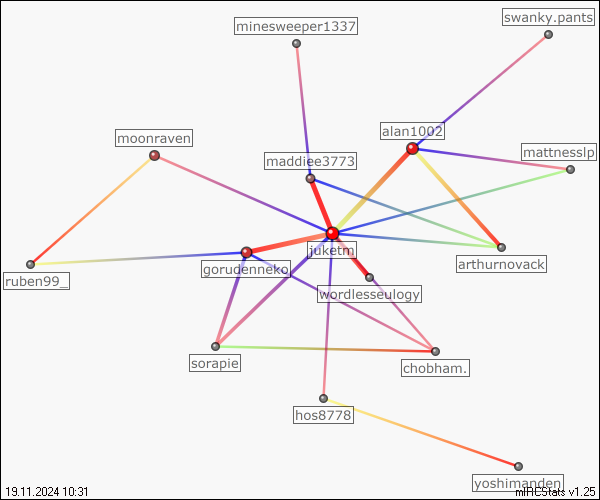 swanky.pants
minesweeper1337
alan1002
moonraven
mattnesslp
maddiee3773
juketn
arthurnovack
gorudenneko
ruben99_
wordlesseulogy
sorapie
chobham.
hos8778
yoshimanden
19.11.2024 10:31
mIRCStats v1.25